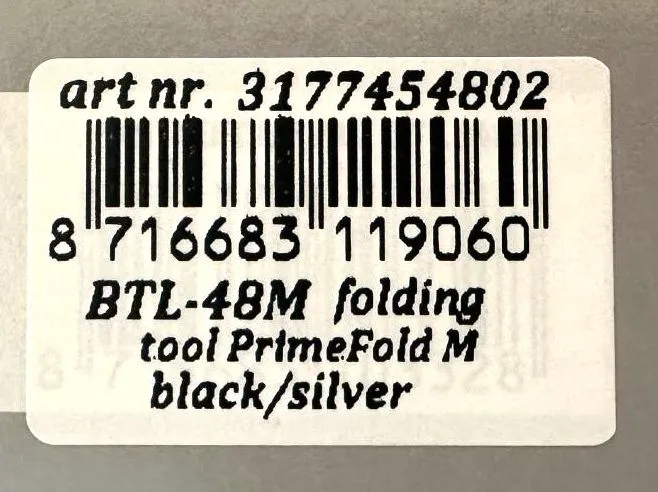 art nr. 3177454802
8 716683 119060
BTL-48M folding
tool PrimeFold M
black/silver